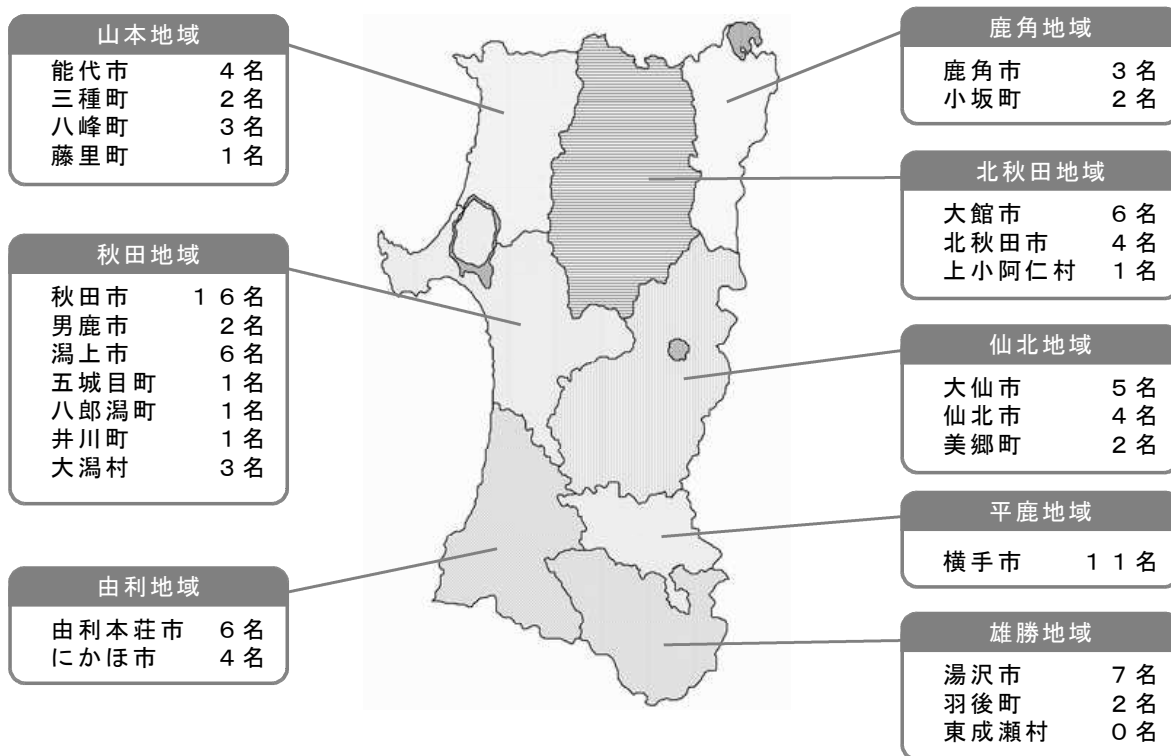 山本地域
能代市 4名
三種町 2名
八峰町 3名
藤里町 1名
秋田地域
秋田市 16名
男鹿市 2名
潟上市 6名
五城目町 1名
八郎潟町 1名
井川町 1名
大潟村 3名
由利地域
由利本荘市 6名
にかほ市 4名
鹿角地域
鹿角市 3名
小坂町 2名
北秋田地域
大館市 6名
北秋田市 4名
上小阿仁村 1名
仙北地域
大仙市 5名
仙北市 4名
美郷町 2名
平鹿地域
横手市 11名
雄勝地域
湯沢市 7名
羽後町 2名
東成瀬村 0名